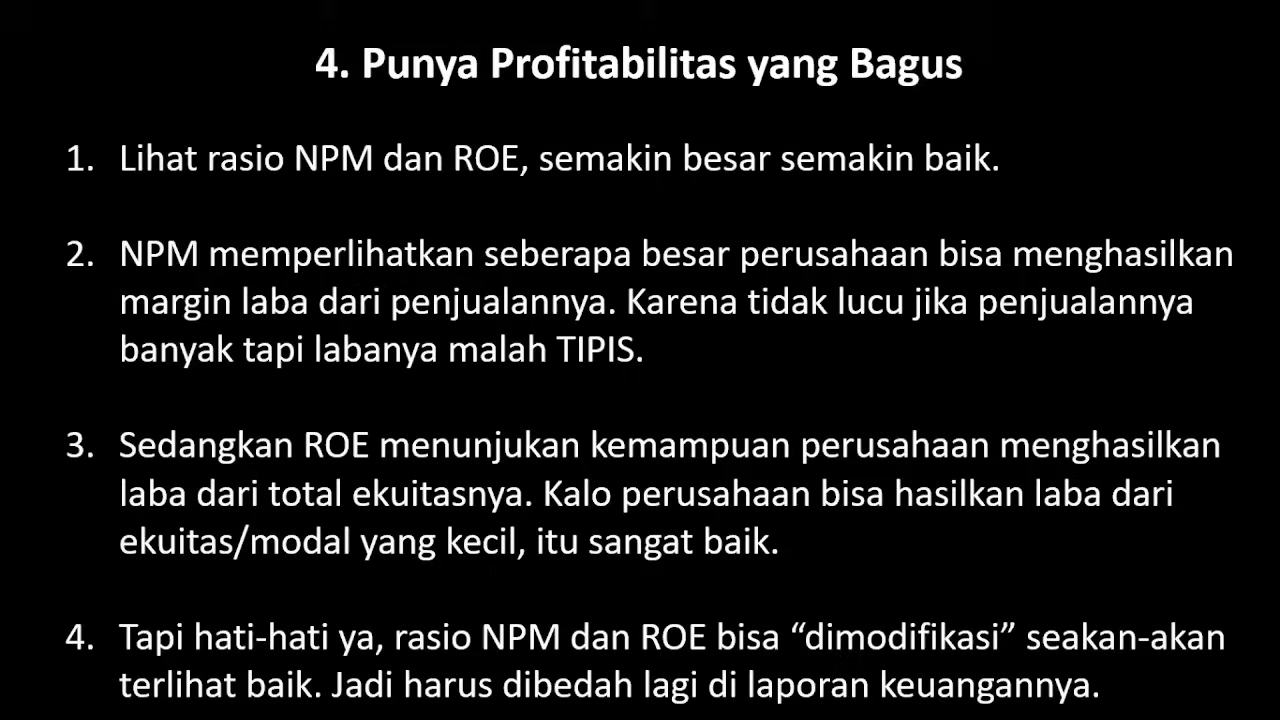 4. Punya Profitabilitas yang Bagus
1. Lihat rasio NPM dan ROE, semakin besar semakin baik.
2. NPM memperlihatkan seberapa besar perusahaan bisa menghasilkan
margin laba dari penjualannya. Karena tidak lucu jika penjualannya
banyak tapi labanya malah TIPIS.
3. Sedangkan ROE menunjukan kemampuan perusahaan menghasilkan
laba dari total ekuitasnya. Kalo perusahaan bisa hasilkan laba dari
ekuitas/modal yang kecil, itu sangat baik.
4. Tapi hati-hati ya, rasio NPM dan ROE bisa “dimodifikasi” seakan-akan
terlihat baik. Jadi harus dibedah lagi di laporan keuangannya.